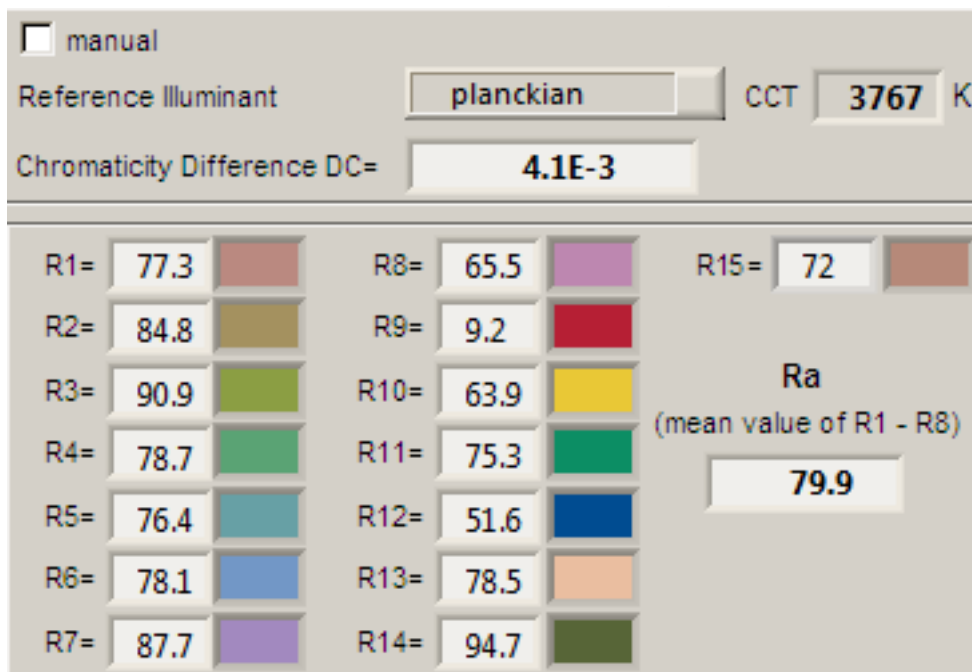 manual
Reference Illuminant planckian CCT 3767 K
Chromaticity Difference DC= 4.1E-3
R1= 77.3 R8= 65.5 R15= 72
R2= 84.8 R9= 9.2
R3= 90.9 R10= 63.9 Ra
(mean value of R1 - R8)
R4= 78.7 R11= 75.3
79.9
R5= 76.4 R12= 51.6
R6= 78.1 R13= 78.5
R7= 87.7 R14= 94.7